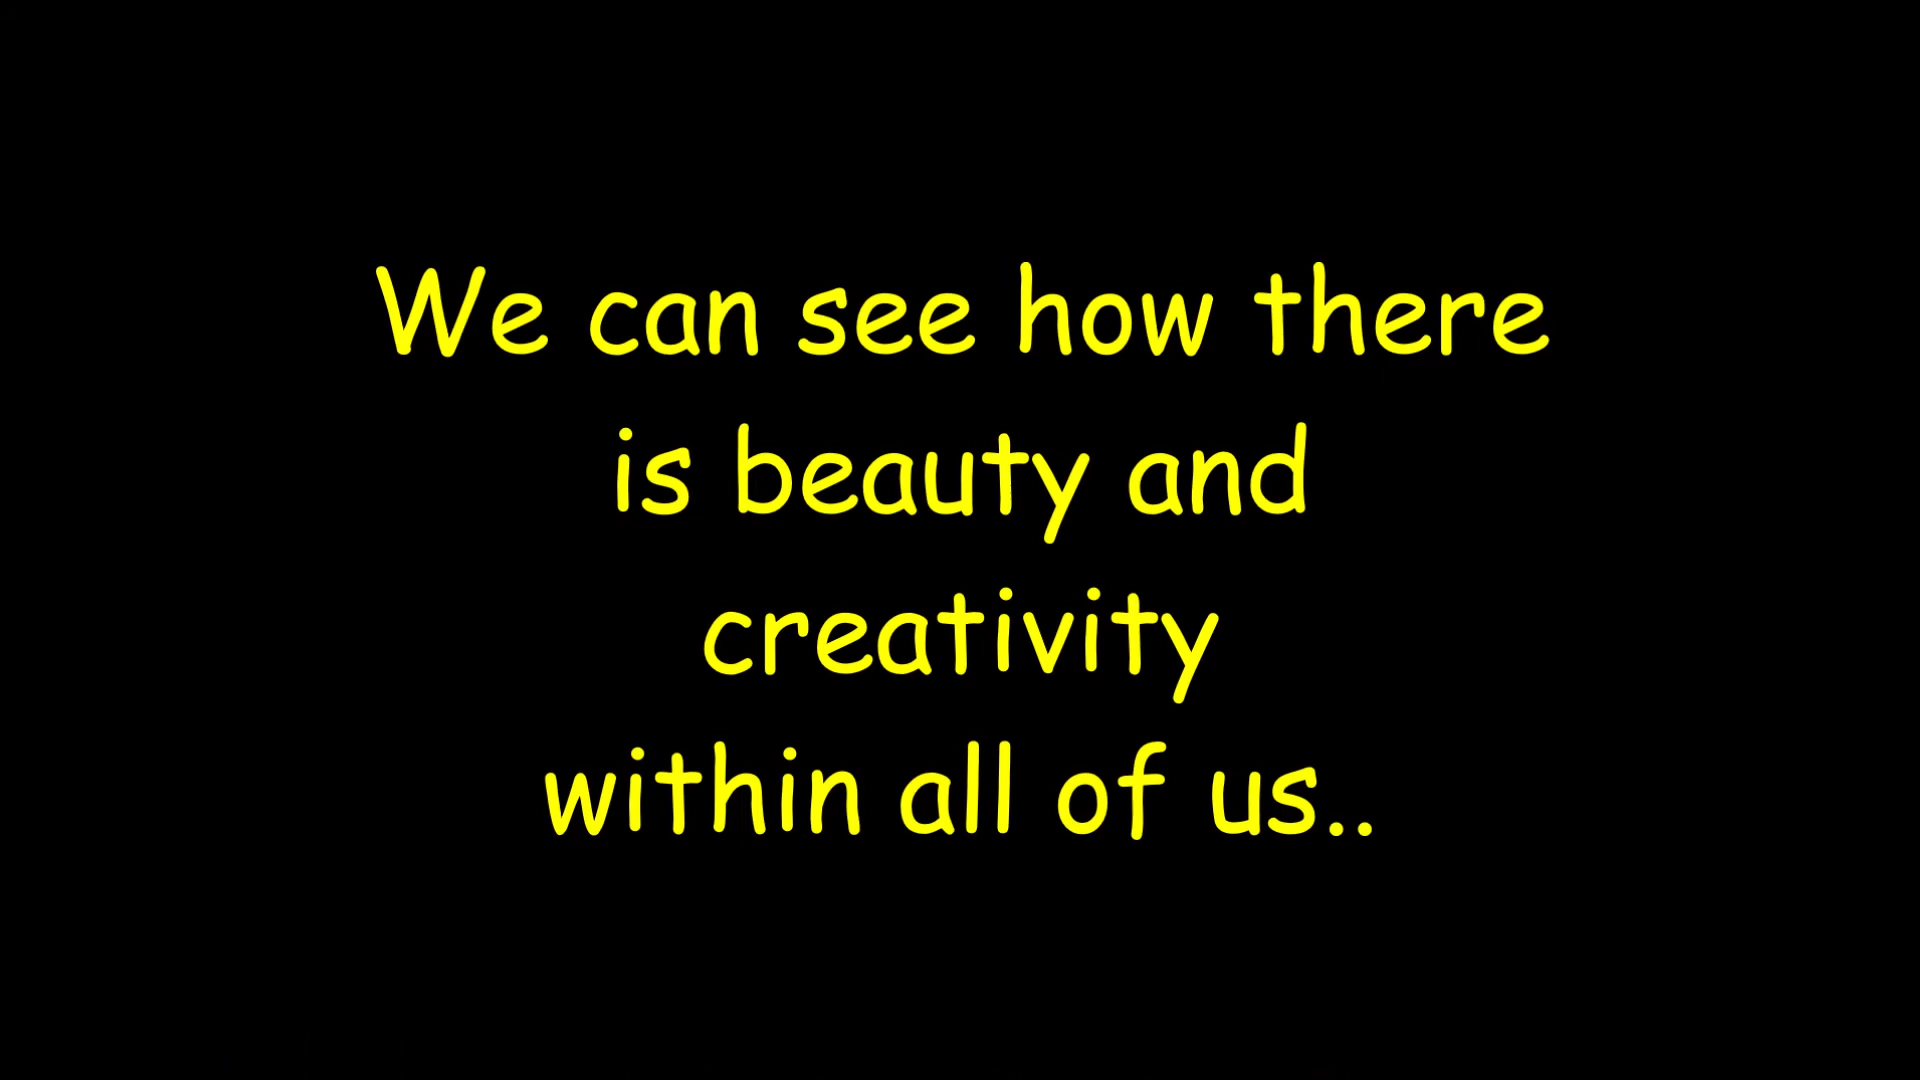 We can see how there
is beauty and
creativity
within all of us..